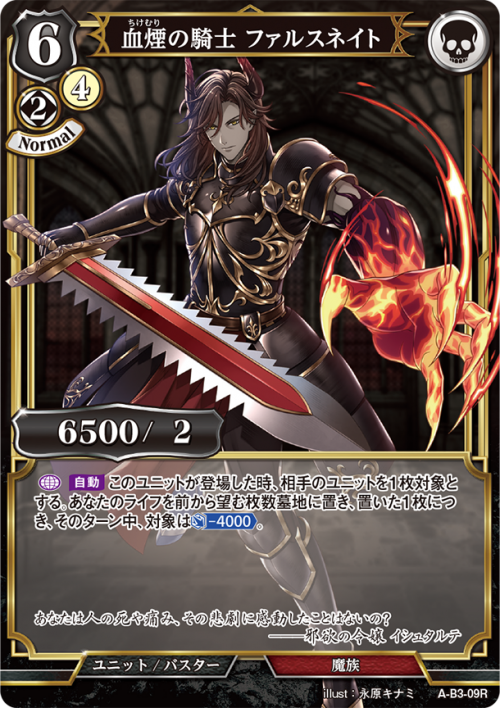 6
ちけむり
血煙の騎士 ファルスネイト
2
4
Normal
6500/ 2
自動 このユニットが登場した時、相手のユニットを1枚対象と
する。あなたのライフを前から望む枚数墓地に置き、置いた1枚につ
き、そのターン中、対象は-4000。
あなたは人の死や痛み、その悲劇に感動したことはないの?
――邪欲の令嬢 イシュタルテ
ユニット / バスター
魔族
illust:永原キナミ
A-B3-09R